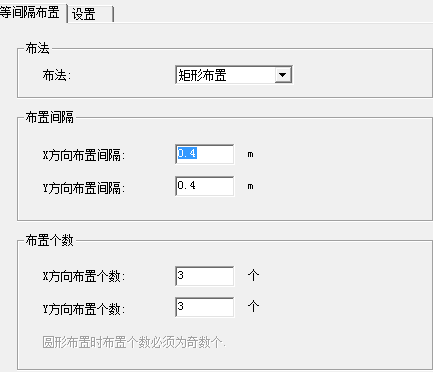 等间隔布置 设置
布法
布法: 矩形布置
布置间隔
X方向布置间隔: 0.4 m
Y方向布置间隔: 0.4 m
布置个数
X方向布置个数: 3 个
Y方向布置个数: 3 个
圆形布置时布置个数必须为奇数个.